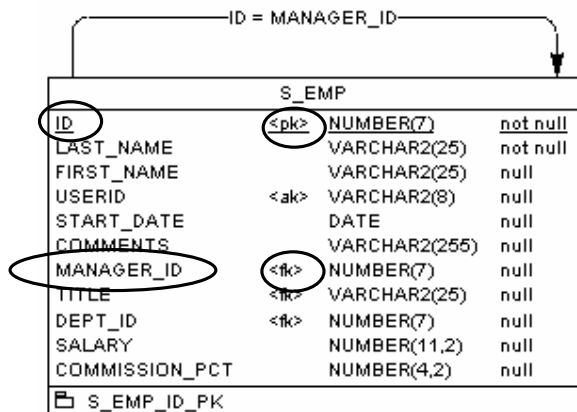 ID = MANAGER_ID
S_EMP
ID <pk> NUMBER(7) not null
LAST_NAME VARCHAR2(25) not null
FIRST_NAME VARCHAR2(25) null
USERID <ak> VARCHAR2(8) null
START_DATE DATE null
COMMENTS VARCHAR2(255) null
MANAGER_ID <fk> NUMBER(7) null
TITLE <fk> VARCHAR2(25) null
DEPT_ID <fk> NUMBER(7) null
SALARY NUMBER(11,2) null
COMMISSION_PCT NUMBER(4,2) null
S_EMP_ID_PK